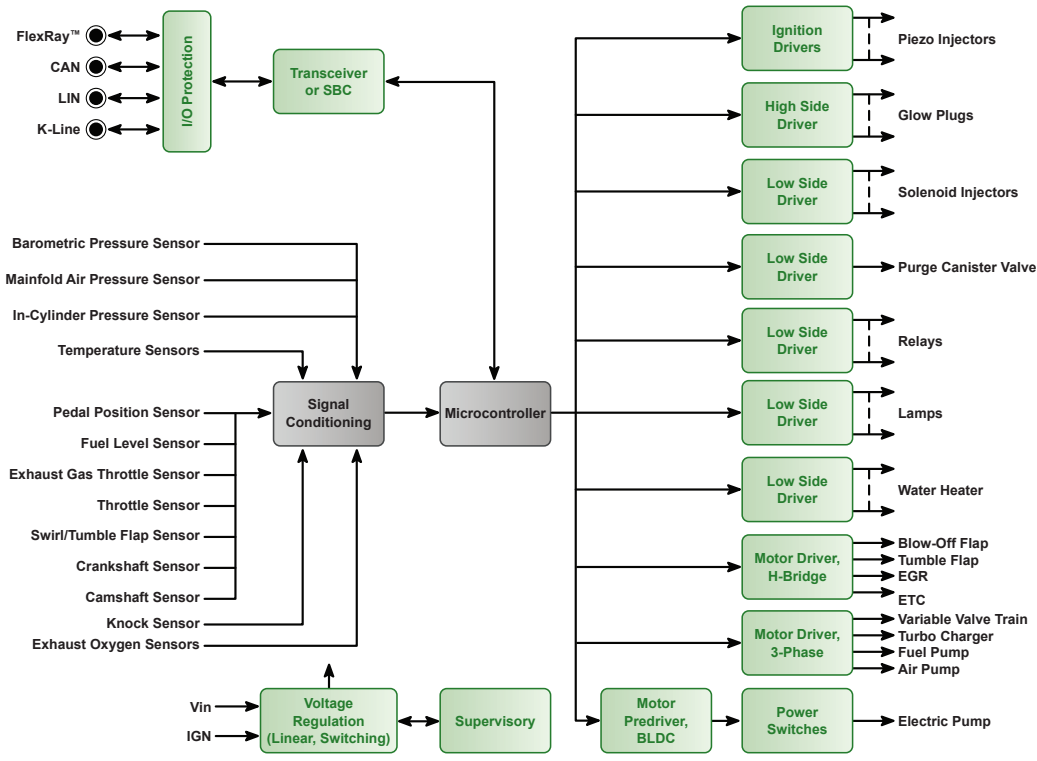 FlexRay™
CAN
LIN
K-Line
I/O Protection
Transceiver
or SBC
Barometric Pressure Sensor
Mainfold Air Pressure Sensor
In-Cylinder Pressure Sensor
Temperature Sensors
Pedal Position Sensor
Fuel Level Sensor
Exhaust Gas Throttle Sensor
Throttle Sensor
Swirl/Tumble Flap Sensor
Crankshaft Sensor
Camshaft Sensor
Knock Sensor
Exhaust Oxygen Sensors
Signal
Conditioning
Microcontroller
Vin
IGN
Voltage
Regulation
(Linear, Switching)
Supervisory
Ignition
Drivers
Piezo Injectors
High Side
Driver
Glow Plugs
Low Side
Driver
Solenoid Injectors
Low Side
Driver
Purge Canister Valve
Low Side
Driver
Relays
Low Side
Driver
Lamps
Low Side
Driver
Water Heater
Motor Driver,
H-Bridge
Blow-Off Flap
Tumble Flap
EGR
ETC
Motor Driver,
3-Phase
Variable Valve Train
Turbo Charger
Fuel Pump
Air Pump
Motor
Predriver,
BLDC
Power
Switches
Electric Pump